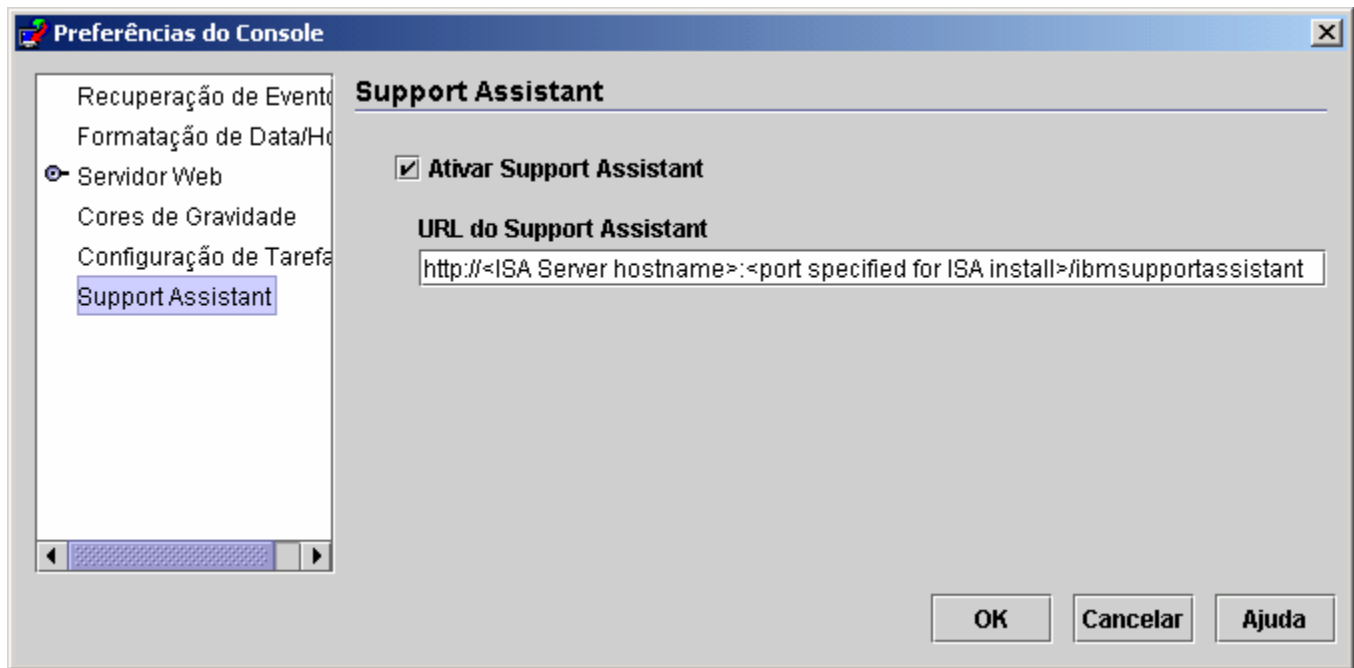 Preferências do Console
Recuperação de Evento
Formatação de Data/Ho
Servidor Web
Cores de Gravidade
Configuração de Tarefa
Support Assistant
Support Assistant
Ativar Support Assistant
URL do Support Assistant
http://<ISA Server hostname>:<port specified for ISA install>/ibmsupportassistant
OK
Cancelar
Ajuda